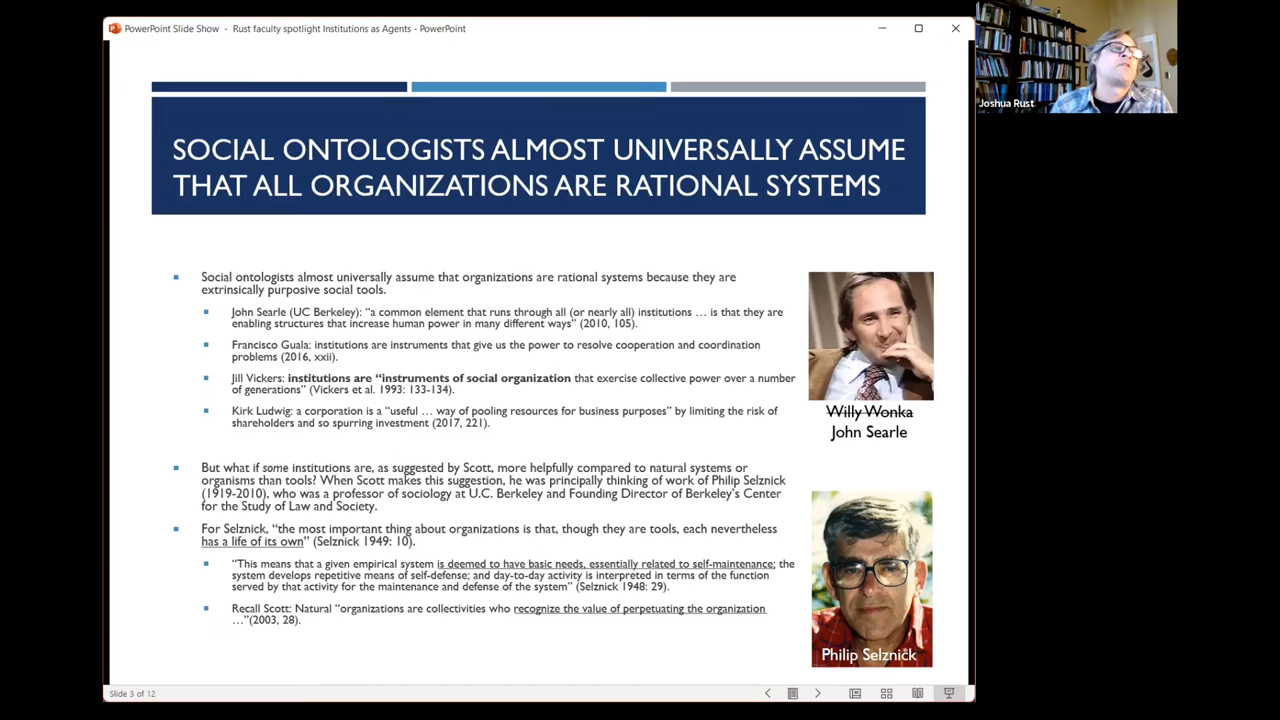 PowerPoint Slide Show - Rust faculty spotlight Institutions as Agents - PowerPoint
Joshua Rust
SOCIAL ONTOLOGISTS ALMOST UNIVERSALLY ASSUME
THAT ALL ORGANIZATIONS ARE RATIONAL SYSTEMS
Social ontologists almost universally assume that organizations are rational systems because they are
extrinsically purposive social tools.
John Searle (UC Berkeley): “a common element that runs through all (or nearly all) institutions … is that they are
enabling structures that increase human power in many different ways” (2010, 105).
Francisco Guala: institutions are instruments that give us the power to resolve cooperation and coordination
problems (2016, xxii).
Jill Vickers: institutions are “instruments of social organization that exercise collective power over a number
of generations” (Vickers et al. 1993: 133-134).
Kirk Ludwig: a corporation is a “useful … way of pooling resources for business purposes” by limiting the risk of
shareholders and so spurring investment (2017, 221).
Willy Wonka
John Searle
But what if some institutions are, as suggested by Scott, more helpfully compared to natural systems or
organisms than tools? When Scott makes this suggestion, he was principally thinking of work of Philip Selznick
(1919-2010), who was a professor of sociology at U.C. Berkeley and Founding Director of Berkeley’s Center
for the Study of Law and Society.
For Selznick, “the most important thing about organizations is that, though they are tools, each nevertheless
has a life of its own” (Selznick 1949: 10).
“This means that a given empirical system is deemed to have basic needs, essentially related to self-maintenance; the
system develops repetitive means of self-defense; and day-to-day activity is interpreted in terms of the function
served by that activity for the maintenance and defense of the system” (Selznick 1948: 29).
Recall Scott: Natural “organizations are collectivities who recognize the value of perpetuating the organization
…”(2003, 28).
Philip Selznick
Slide 3 of 12